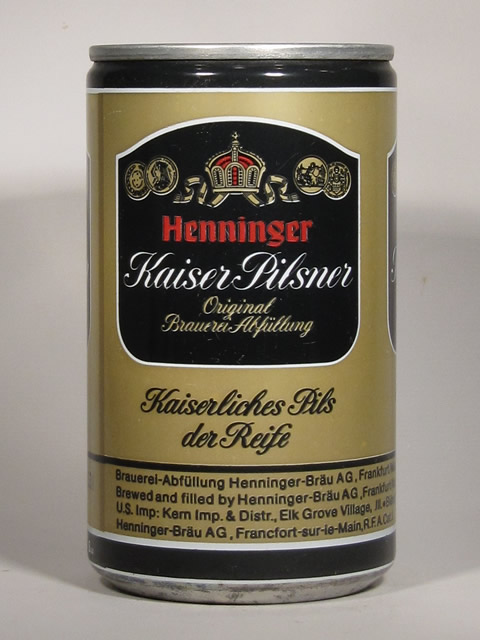 Henninger
Kaiser Pilsner
Original
Brauerei-Abfüllung
Kaiserliches Pils
der Reife
Brauerei-Abfüllung Henninger-Bräu AG, Frankfurt
Brewed and filled by Henninger-Bräu AG, Frankfurt
U.S. Imp: Kern Imp. & Distr., Elk Grove Village, Ill.
Henninger-Bräu AG, Francfort-sur-le-Main, R.F.A.